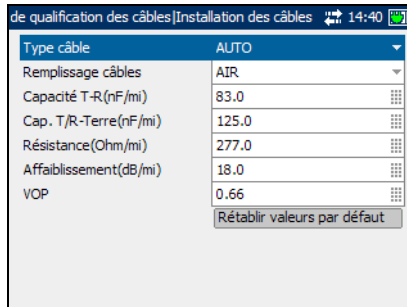 de qualification des câbles|Installation des câbles 14:40
Type câble AUTO
Remplissage câbles AIR
Capacité T-R(nF/mi) 83.0
Cap. T/R-Terre(nF/mi) 125.0
Résistance(Ohm/mi) 277.0
Affaiblissement(dB/mi) 18.0
VOP 0.66
Rétablir valeurs par défaut